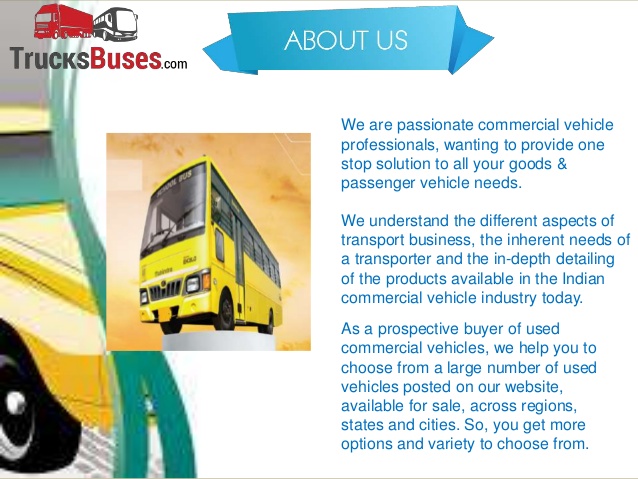 TrucksBuses.com
ABOUT US
SCHOOL BUS
Mahindra
We are passionate commercial vehicle
professionals, wanting to provide one
stop solution to all your goods &
passenger vehicle needs.
We understand the different aspects of
transport business, the inherent needs of
a transporter and the in-depth detailing
of the products available in the Indian
commercial vehicle industry today.
As a prospective buyer of used
commercial vehicles, we help you to
choose from a large number of used
vehicles posted on our website,
available for sale, across regions,
states and cities. So, you get more
options and variety to choose from.